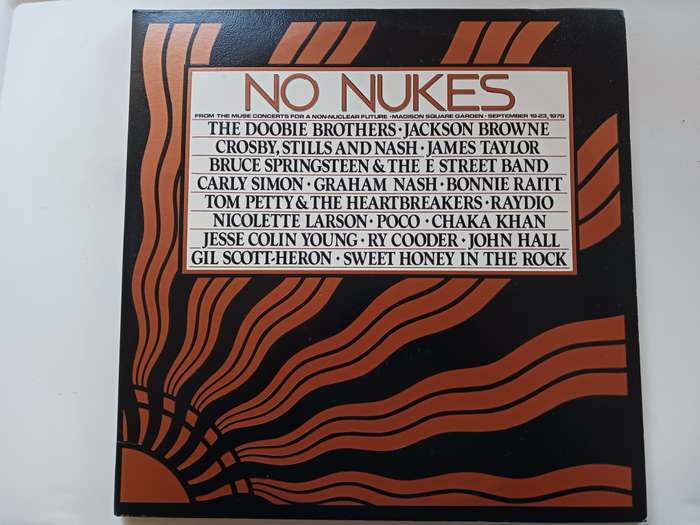 NO NUKES
FROM THE MUSE CONCERTS FOR A NON-NUCLEAR FUTURE • MADISON SQUARE GARDEN • SEPTEMBER 19-23, 1979
THE DOOBIE BROTHERS • JACKSON BROWNE
CROSBY, STILLS AND NASH • JAMES TAYLOR
BRUCE SPRINGSTEEN & THE E STREET BAND
CARLY SIMON • GRAHAM NASH • BONNIE RAITT
TOM PETTY & THE HEARTBREAKERS • RAYDIO
NICOLETTE LARSON • POCO • CHAKA KHAN
JESSE COLIN YOUNG • RY COODER • JOHN HALL
GIL SCOTT-HERON • SWEET HONEY IN THE ROCK